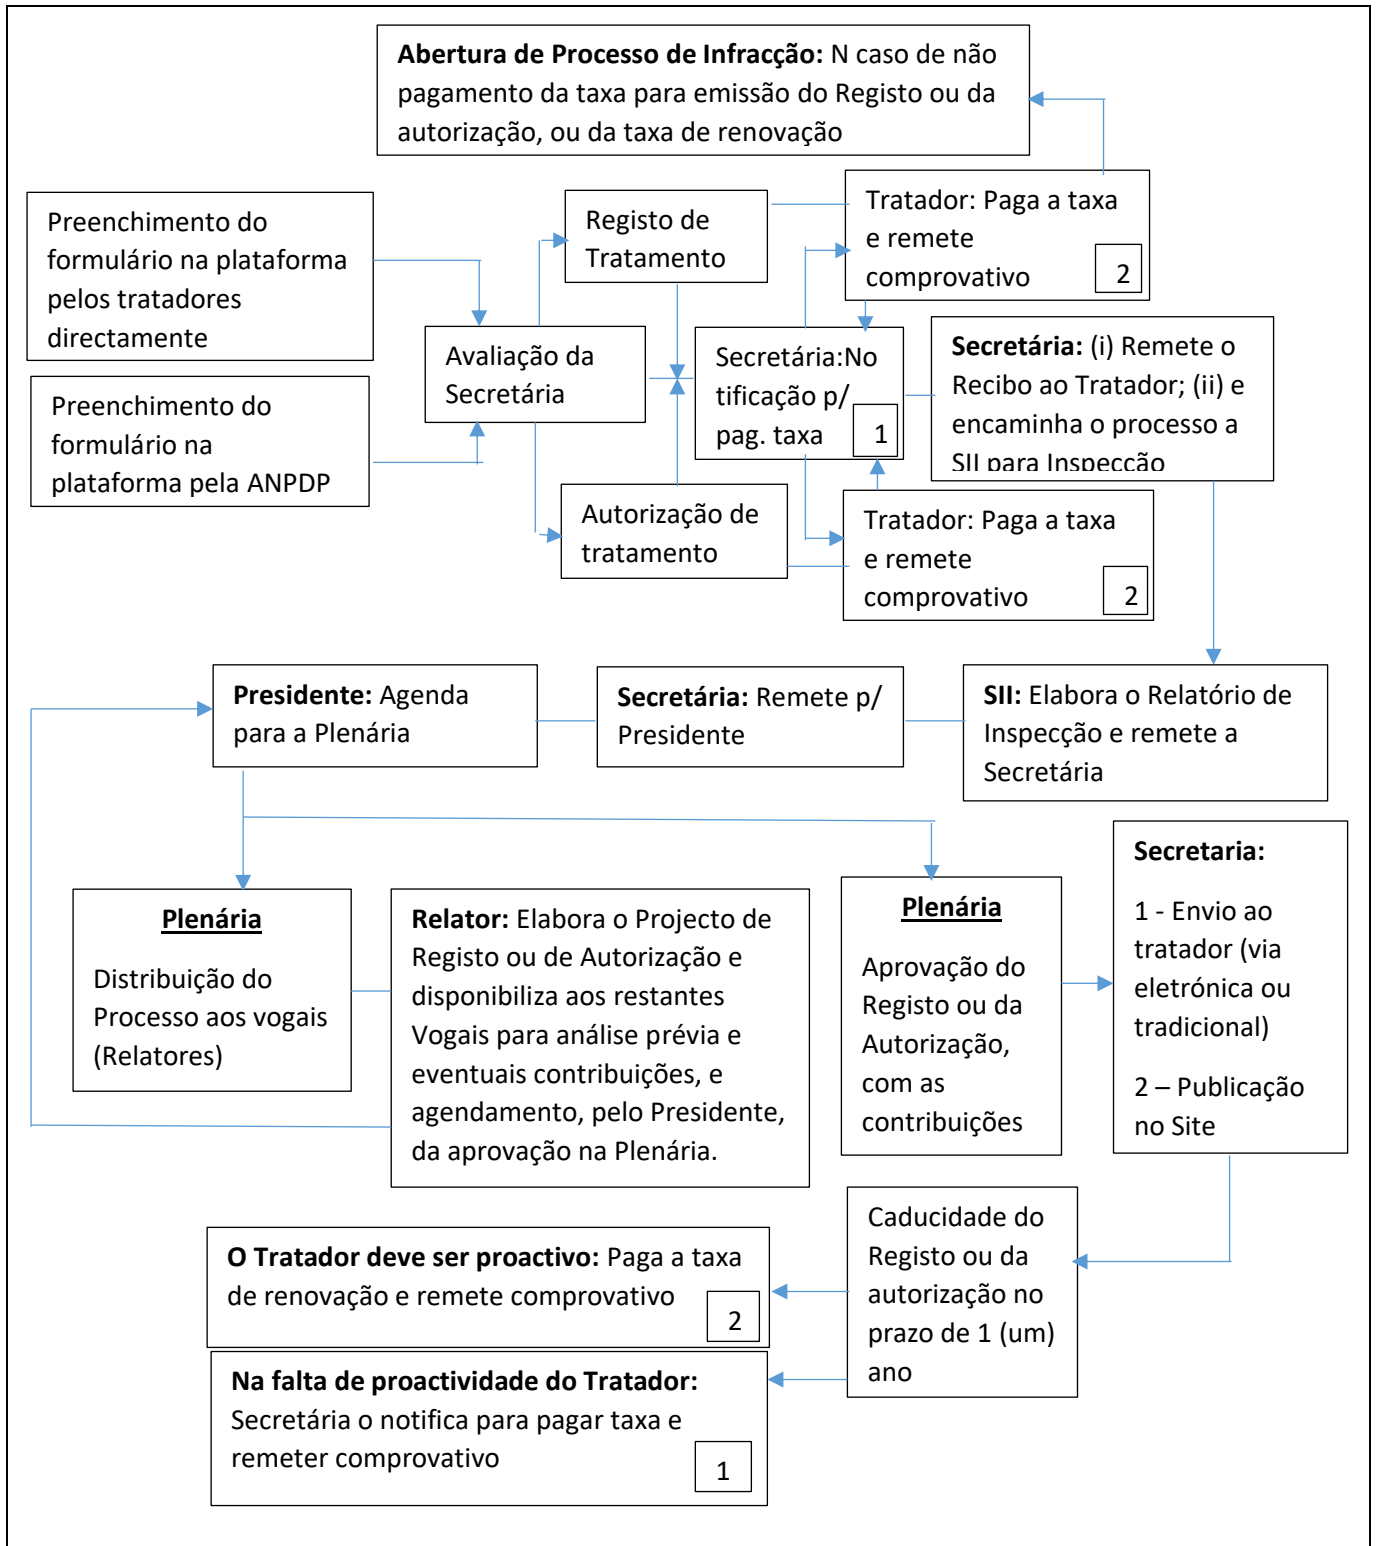 Abertura de Processo de Infracção: N caso de não
pagamento da taxa para emissão do Registo ou da
autorização, ou da taxa de renovação
Preenchimento do
formulário na plataforma
pelos tratadores
directamente
Registo de
Tratamento
Tratador: Paga a taxa
e remete
comprovativo
2
Preenchimento do
formulário na
plataforma pela ANPDP
Avaliação da
Secretária
Secretária:No
tificação p/
pag. taxa
1
Secretária: (i) Remete o
Recibo ao Tratador; (ii) e
encaminha o processo a
SII para Inspecção
Autorização de
tratamento
Tratador: Paga a taxa
e remete
comprovativo
2
Presidente: Agenda
para a Plenária
Secretária: Remete p/
Presidente
SII: Elabora o Relatório de
Inspecção e remete a
Secretária
Plenária
Distribuição do
Processo aos vogais
(Relatores)
Relator: Elabora o Projecto de
Registo ou de Autorização e
disponibiliza aos restantes
Vogais para análise prévia e
eventuais contribuições, e
agendamento, pelo Presidente,
da aprovação na Plenária.
Plenária
Aprovação do
Registo ou da
Autorização,
com as
contribuições
Secretaria:
1 - Envio ao
tratador (via
eletrónica ou
tradicional)
2 – Publicação
no Site
Caducidade do
Registo ou da
autorização no
prazo de 1 (um)
ano
O Tratador deve ser proactivo: Paga a taxa
de renovação e remete comprovativo
2
Na falta de proactividade do Tratador:
Secretária o notifica para pagar taxa e
remeter comprovativo
1